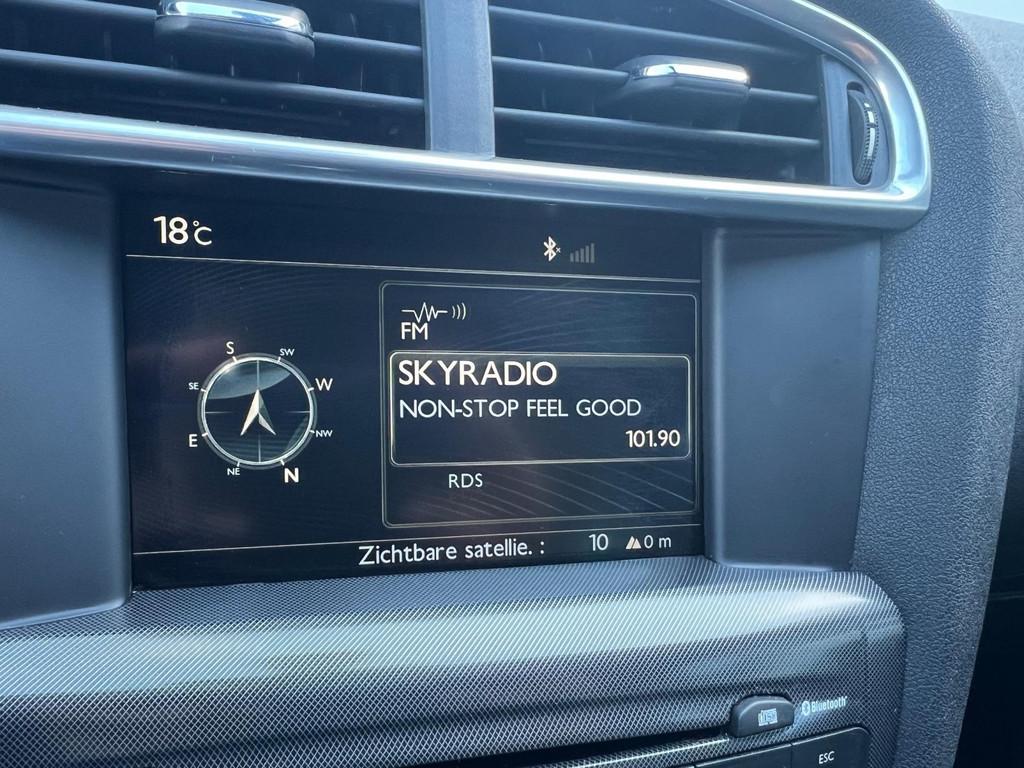 18°C
FM
SKYRADIO
NON-STOP FEEL GOOD
101.90
RDS
S
SW
SE
W
E
NW
NE
N
Zichtbare satellie. : 10 0 m
Bluetooth
ESC